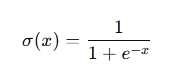 σ(x) = 1 / (1 + e^{-x})